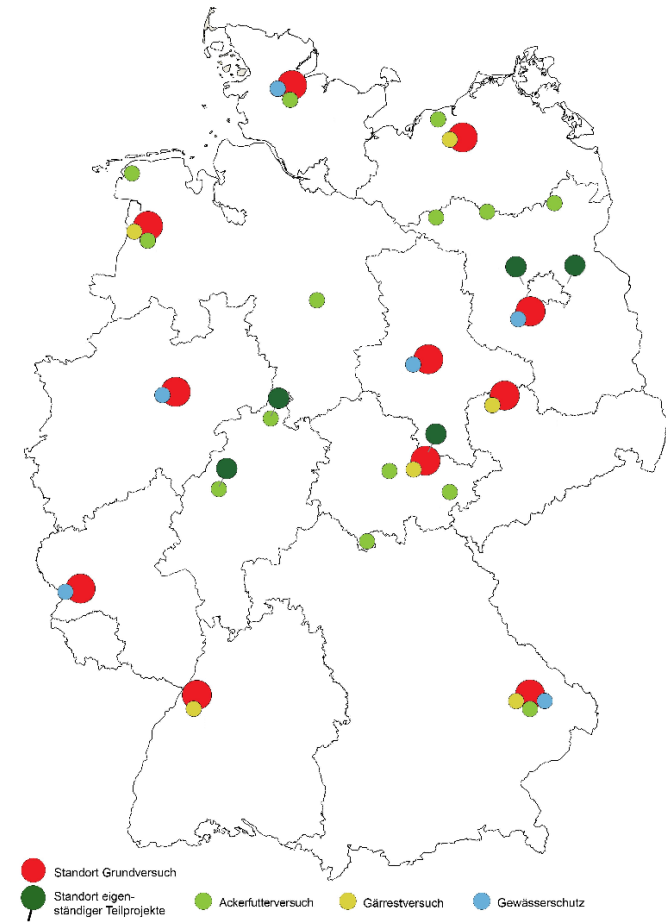 Standort Grundversuch
Standort eigen-
ständiger Teilprojekte
Ackerfutterversuch
Gärrestversuch
Gewässerschutz